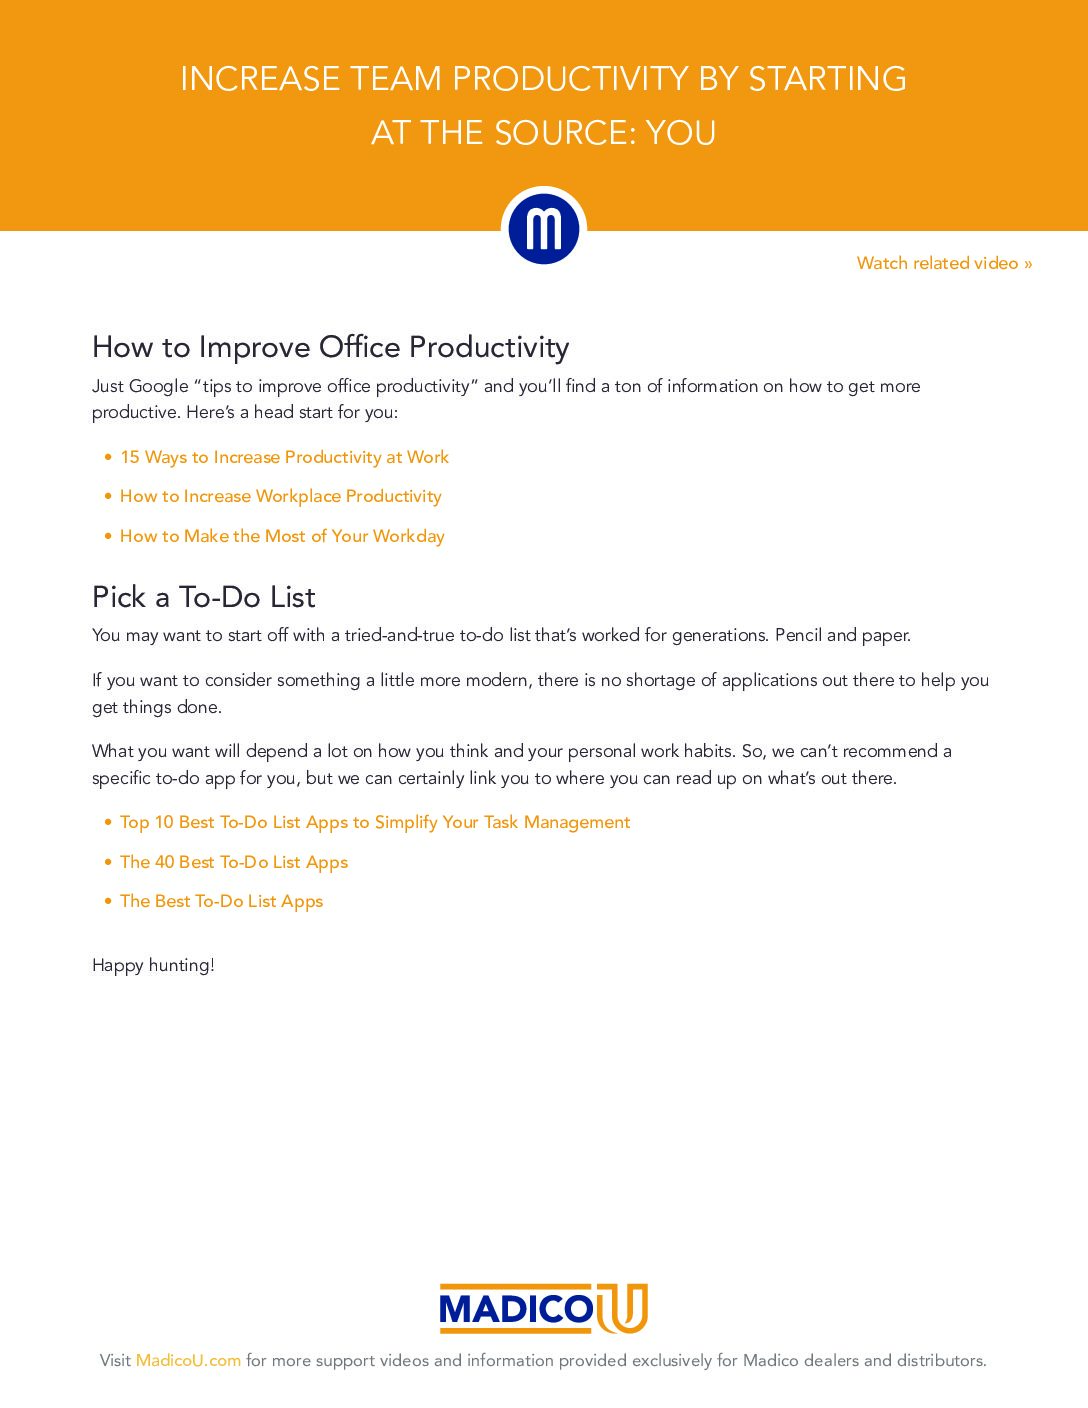 INCREASE TEAM PRODUCTIVITY BY STARTING
AT THE SOURCE: YOU
m
Watch related video »
How to Improve Office Productivity
Just Google “tips to improve office productivity” and you’ll find a ton of information on how to get more
productive. Here’s a head start for you:
• 15 Ways to Increase Productivity at Work
• How to Increase Workplace Productivity
• How to Make the Most of Your Workday
Pick a To-Do List
You may want to start off with a tried-and-true to-do list that’s worked for generations. Pencil and paper.
If you want to consider something a little more modern, there is no shortage of applications out there to help you
get things done.
What you want will depend a lot on how you think and your personal work habits. So, we can’t recommend a
specific to-do app for you, but we can certainly link you to where you can read up on what’s out there.
• Top 10 Best To-Do List Apps to Simplify Your Task Management
• The 40 Best To-Do List Apps
• The Best To-Do List Apps
Happy hunting!
MADICO U
Visit MadicoU.com for more support videos and information provided exclusively for Madico dealers and distributors.